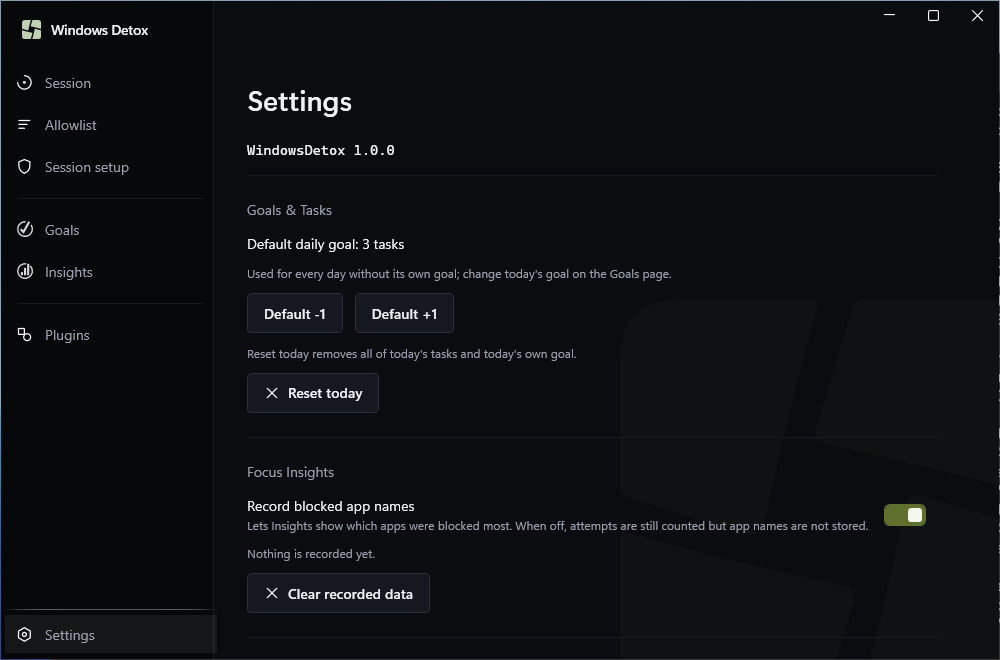 Windows Detox
Session
Allowlist
Session setup
Goals
Insights
Plugins
Settings
Settings
WindowsDetox 1.0.0
Goals & Tasks
Default daily goal: 3 tasks
Used for every day without its own goal; change today's goal on the Goals page.
Default -1
Default +1
Reset today removes all of today's tasks and today's own goal.
Reset today
Focus Insights
Record blocked app names
Lets Insights show which apps were blocked most. When off, attempts are still counted but app names are not stored.
Nothing is recorded yet.
Clear recorded data